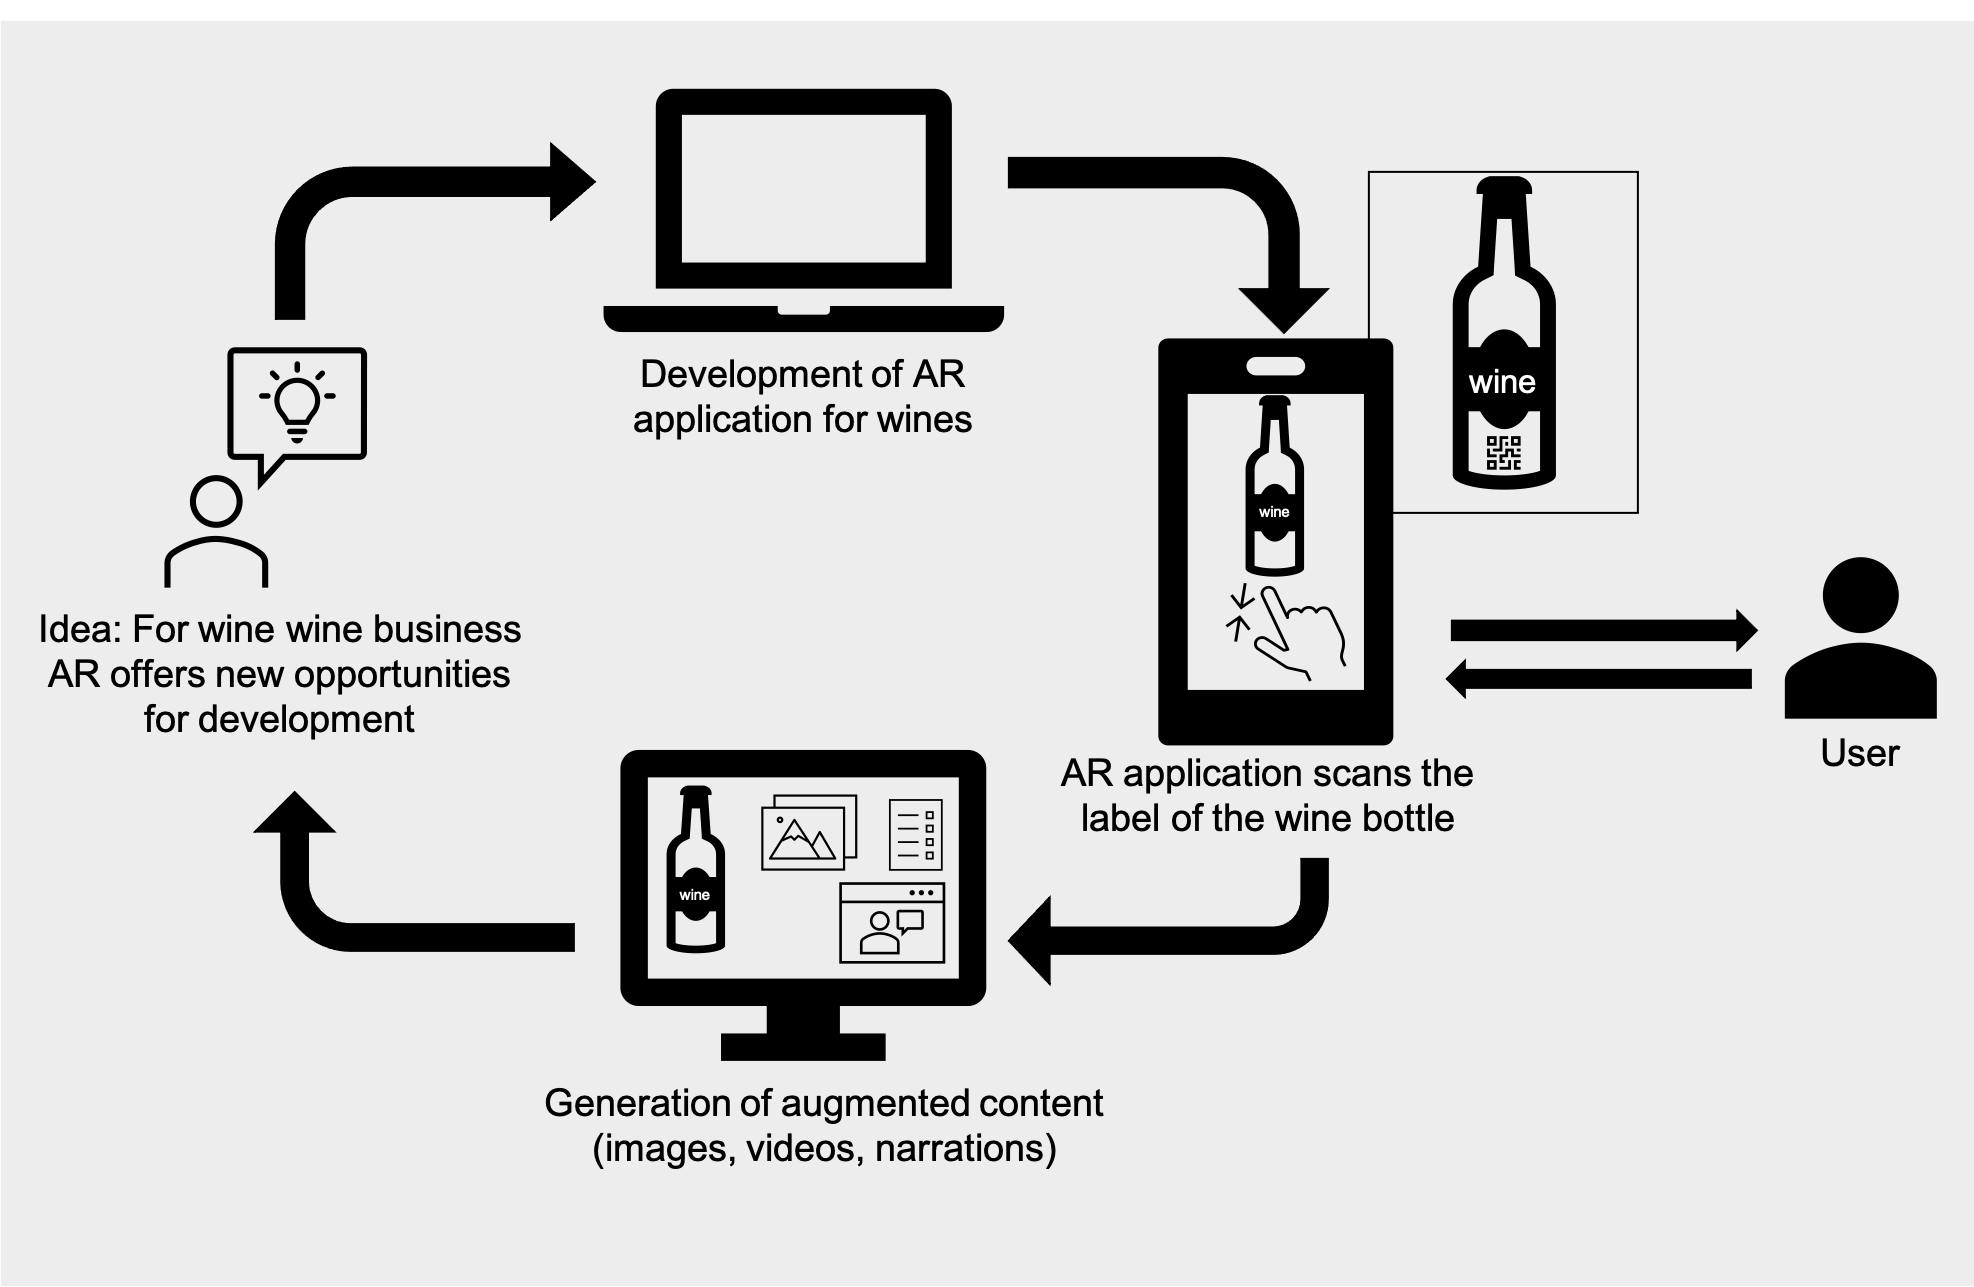 Development of AR
application for wines
wine
wine
Idea: For wine wine business
AR offers new opportunities
for development
User
AR application scans the
label of the wine bottle
wine
Generation of augmented content
(images, videos, narrations)